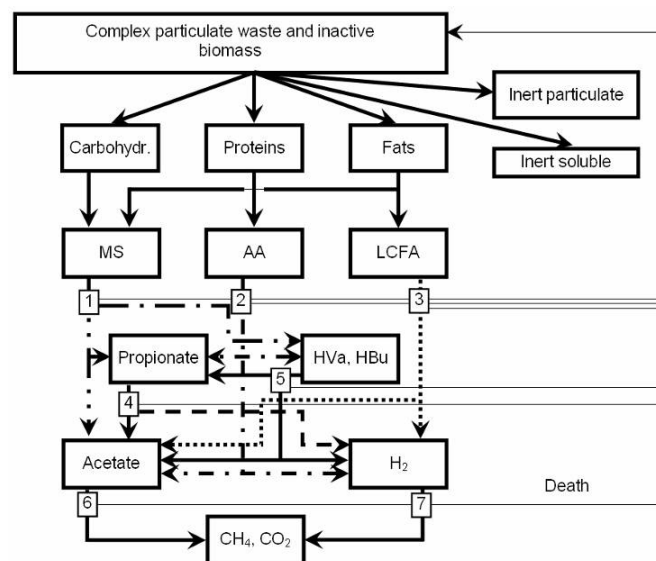 Complex particulate waste and inactive
biomass
Inert particulate
Carbohydr.
Proteins
Fats
Inert soluble
MS
AA
LCFA
1
2
3
Propionate
HVa, HBu
5
4
Acetate
H₂
Death
6
7
CH₄, CO₂